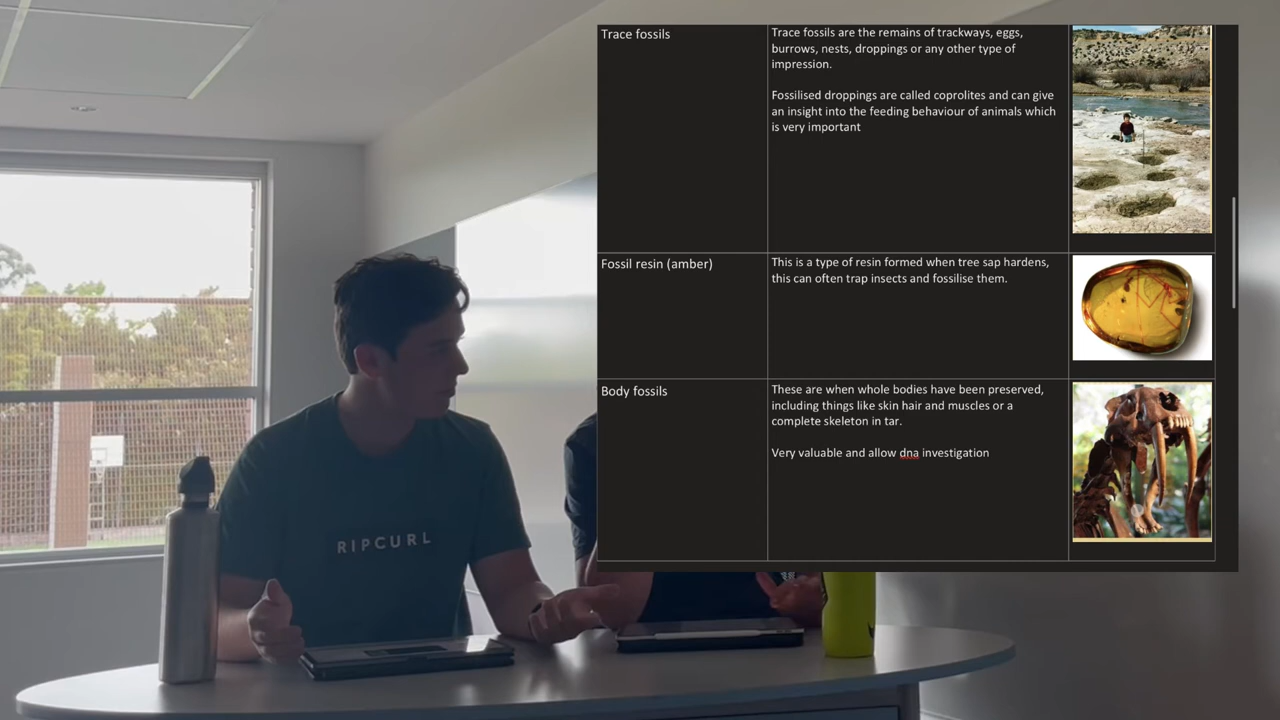 Trace fossils
Trace fossils are the remains of trackways, eggs,
burrows, nests, droppings or any other type of
impression.
Fossilised droppings are called coprolites and can give
an insight into the feeding behaviour of animals which
is very important
Fossil resin (amber)
This is a type of resin formed when tree sap hardens,
this can often trap insects and fossilise them.
Body fossils
These are when whole bodies have been preserved,
including things like skin hair and muscles or a
complete skeleton in tar.
Very valuable and allow dna investigation
RIPCURL